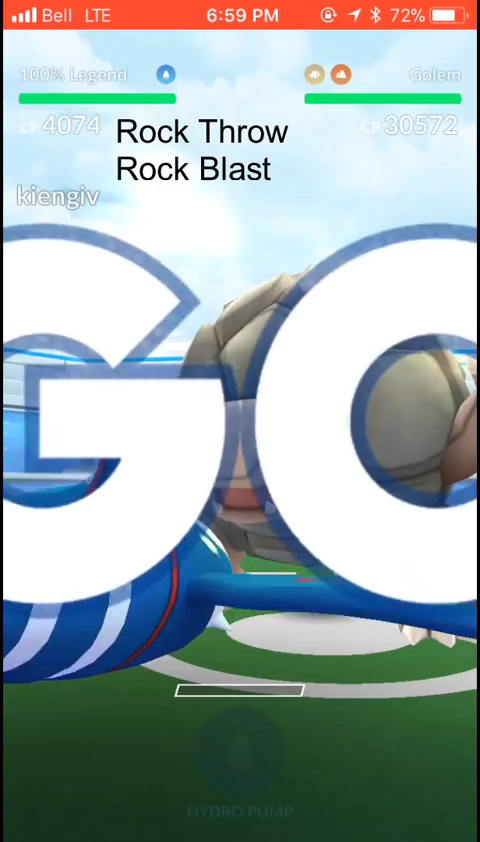 Bell LTE 6:59 PM 72%
100% Legend Golem
CP 4074 CP 30572
Rock Throw
Rock Blast
kiengiv
GO
HYDRO PUMP